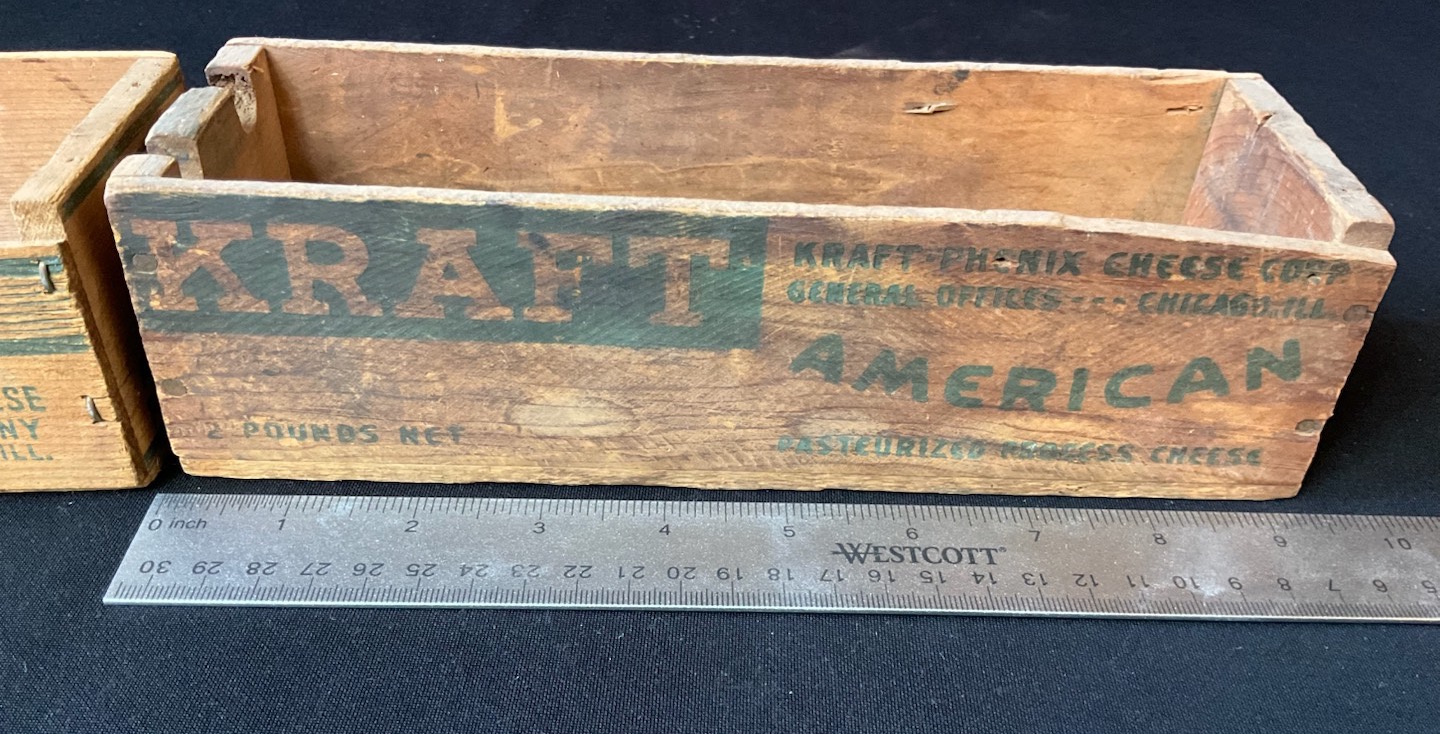 KRAFT
KRAFT-PHENIX CHEESE CORP
GENERAL OFFICES --- CHICAGO. ILL.
AMERICAN
2 POUNDS NET
PASTEURIZED PROCESS CHEESE
SE
NY
ILL.
0 inch 1 2 3 4 5 6 7 8 9 10
WESTCOTT®
30 29 28 27 26 25 24 23 22 21 20 19 18 17 16 15 14 13 12 11 10 9 8 7 6 5